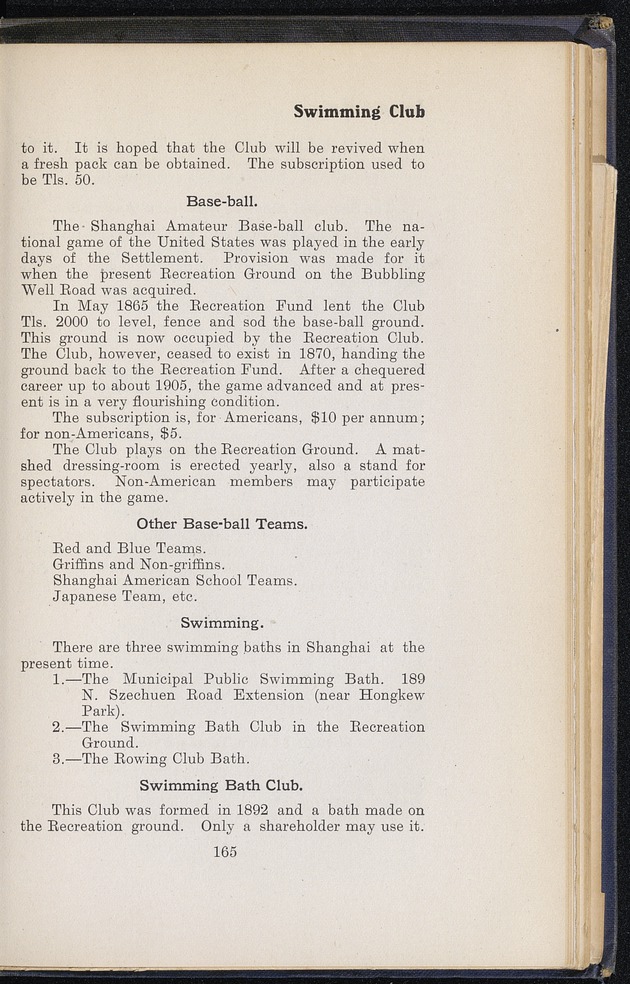 Swimming Club
to it. It is hoped that the Club will be revived when
a fresh pack can be obtained. The subscription used to
be Tls. 50.
Base-ball.
The Shanghai Amateur Base-ball club. The na-
tional game of the United States was played in the early
days of the Settlement. Provision was made for it
when the present Recreation Ground on the Bubbling
Well Road was acquired.
In May 1865 the Recreation Fund lent the Club
Tls. 2000 to level, fence and sod the base-ball ground.
This ground is now occupied by the Recreation Club.
The Club, however, ceased to exist in 1870, handing the
ground back to the Recreation Fund. After a chequered
career up to about 1905, the game advanced and at pres-
ent is in a very flourishing condition.
The subscription is, for Americans, $10 per annum;
for non-Americans, $5.
The Club plays on the Recreation Ground. A mat-
shed dressing-room is erected yearly, also a stand for
spectators. Non-American members may participate
actively in the game.
Other Base-ball Teams.
Red and Blue Teams.
Griffins and Non-griffins.
Shanghai American School Teams.
Japanese Team, etc.
Swimming.
There are three swimming baths in Shanghai at the
present time.
1.—The Municipal Public Swimming Bath. 189
N. Szechuen Road Extension (near Hongkew
Park).
2.—The Swimming Bath Club in the Recreation
Ground.
3.—The Rowing Club Bath.
Swimming Bath Club.
This Club was formed in 1892 and a bath made on
the Recreation ground. Only a shareholder may use it.
165